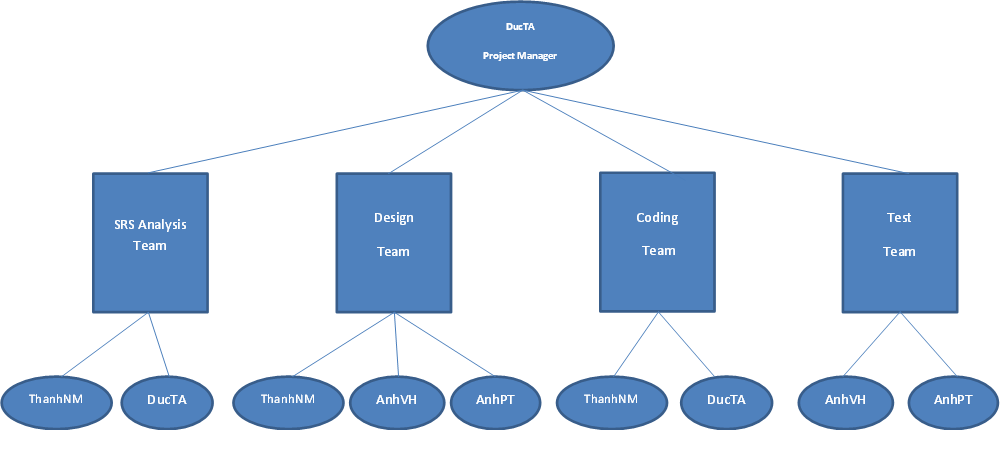 DucTA
Project Manager
SRS Analysis
Team
Design
Team
Coding
Team
Test
Team
ThanhNM
DucTA
ThanhNM
AnhVH
AnhPT
ThanhNM
DucTA
AnhVH
AnhPT